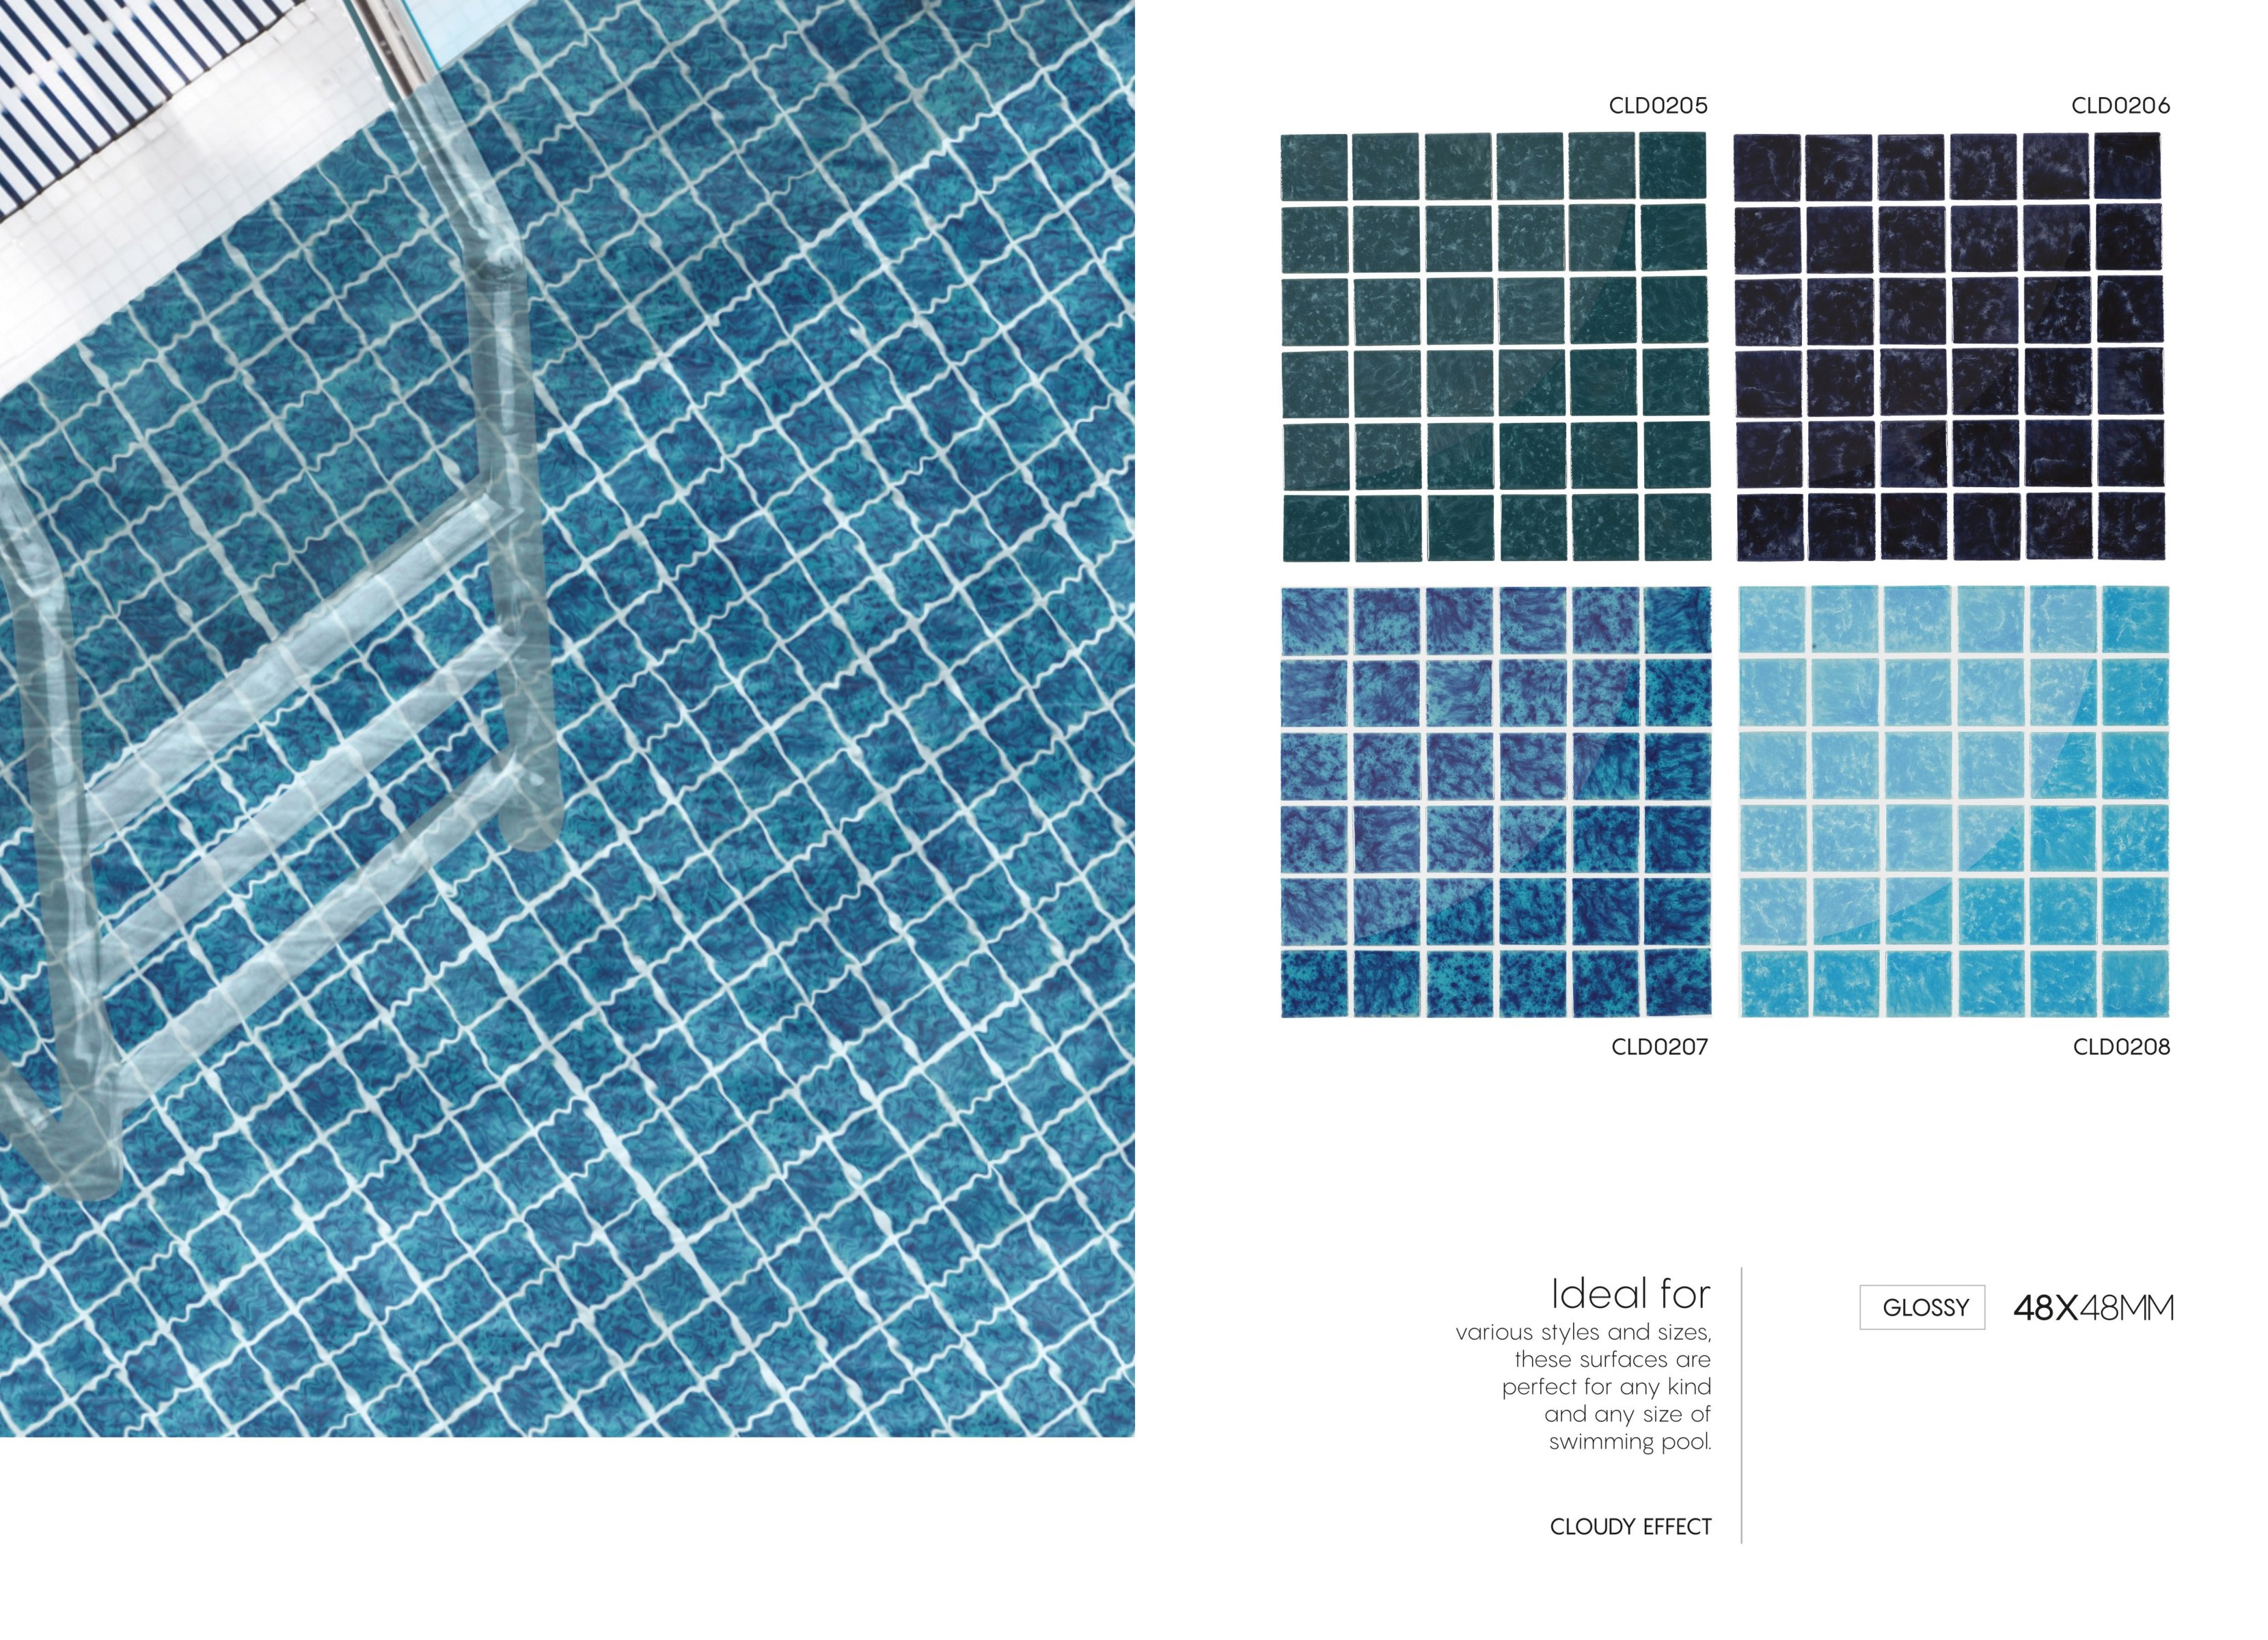 CLD0205
CLD0206
CLD0207
CLD0208
Ideal for
various styles and sizes,
these surfaces are
perfect for any kind
and any size of
swimming pool.
CLOUDY EFFECT
GLOSSY
48X48MM